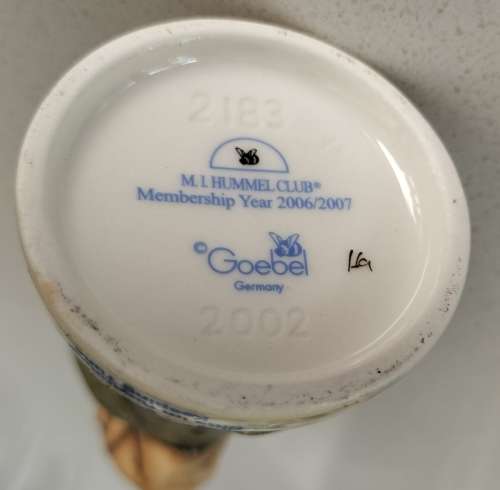 2183
M. I. HUMMEL CLUB®
Membership Year 2006/2007
© Goebel
Germany
2002